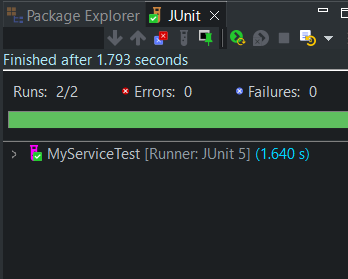 Package Explorer JUnit
Finished after 1.793 seconds
Runs: 2/2 Errors: 0 Failures: 0
MyServiceTest [Runner: JUnit 5] (1.640 s)